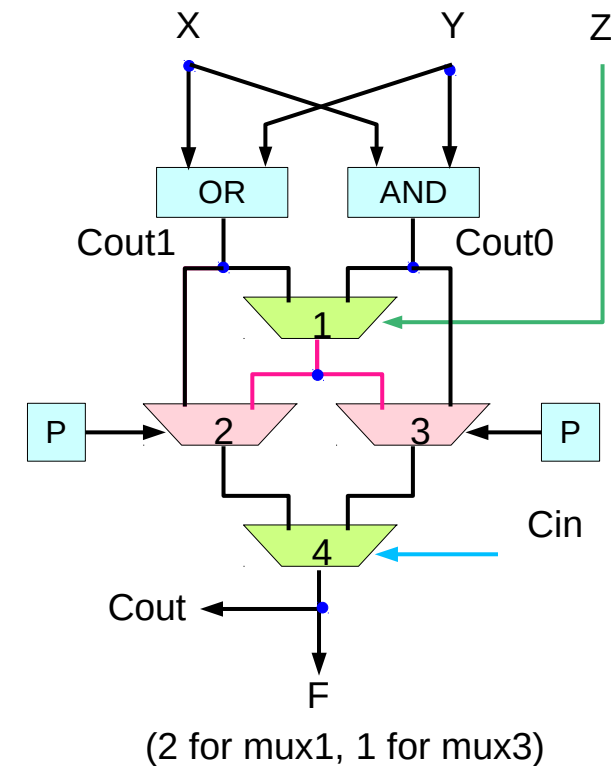 X Y Z
OR AND
Cout1 Cout0
1
P 2 3 P
Cin
4
Cout
F
(2 for mux1, 1 for mux3)